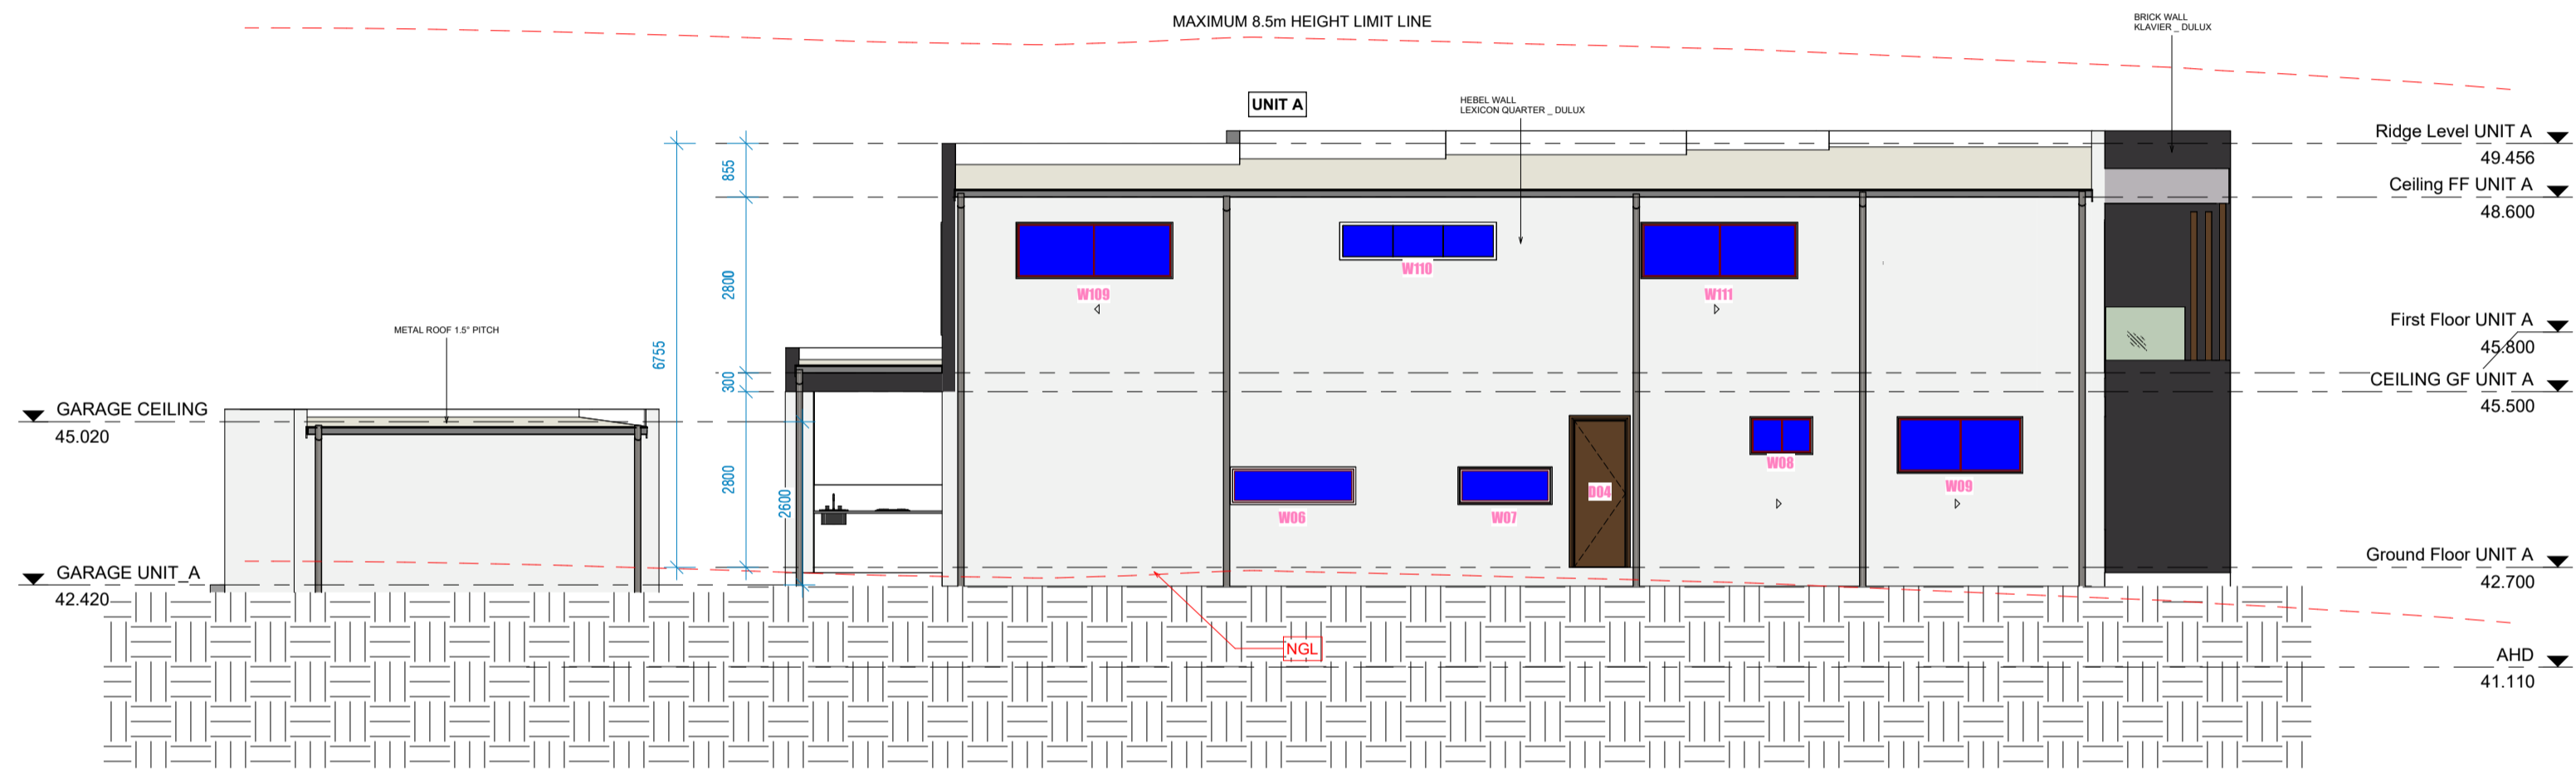 MAXIMUM 8.5m HEIGHT LIMIT LINE
BRICK WALL
KLAVIER _ DULUX
UNIT A
HEBEL WALL
LEXICON QUARTER _ DULUX
Ridge Level UNIT A
49.456
855
Ceiling FF UNIT A
48.600
W110
W109
W111
2800
METAL ROOF 1.5° PITCH
6755
First Floor UNIT A
45.800
300
CEILING GF UNIT A
45.500
GARAGE CEILING
45.020
W08
2800
2600
W06
W07
D04
W09
GARAGE UNIT_A
42.420
Ground Floor UNIT A
42.700
NGL
AHD
41.110